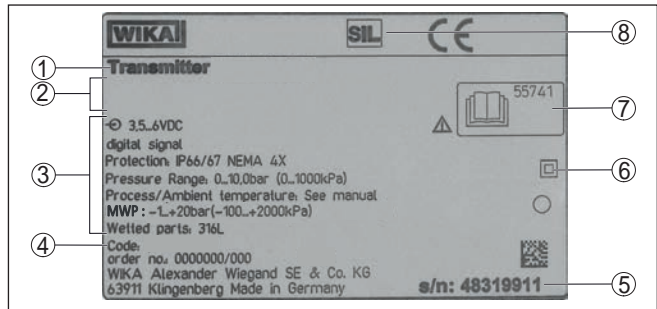 WIKA
SIL
CE
8
1
Transmitter
2
55741
7
3
3.5...6VDC
digital signal
Protection: IP66/67 NEMA 4X
Pressure Range: 0...10,0bar (0...1000kPa)
6
Process/Ambient temperature: See manual
MWP: -1...+20bar(-100...+2000kPa)
Wetted parts: 316L
4
Code:
order no.: 0000000/000
WIKA Alexander Wiegand SE & Co. KG
63911 Klingenberg Made in Germany
s/n: 48319911
5